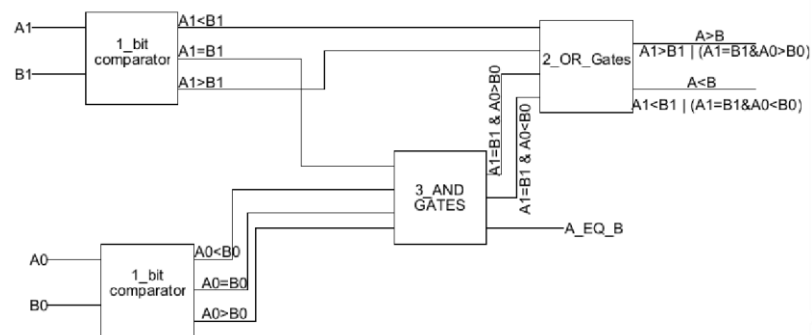 A1
B1
1_bit
comparator
A1<B1
A1=B1
A1>B1
2_OR_Gates
A>B
A1>B1 | (A1=B1&A0>B0)
A<B
A1<B1 | (A1=B1&A0<B0)
A1=B1 & A0>B0
A1=B1 & A0<B0
3_AND
GATES
A_EQ_B
A0
B0
1_bit
comparator
A0<B0
A0=B0
A0>B0